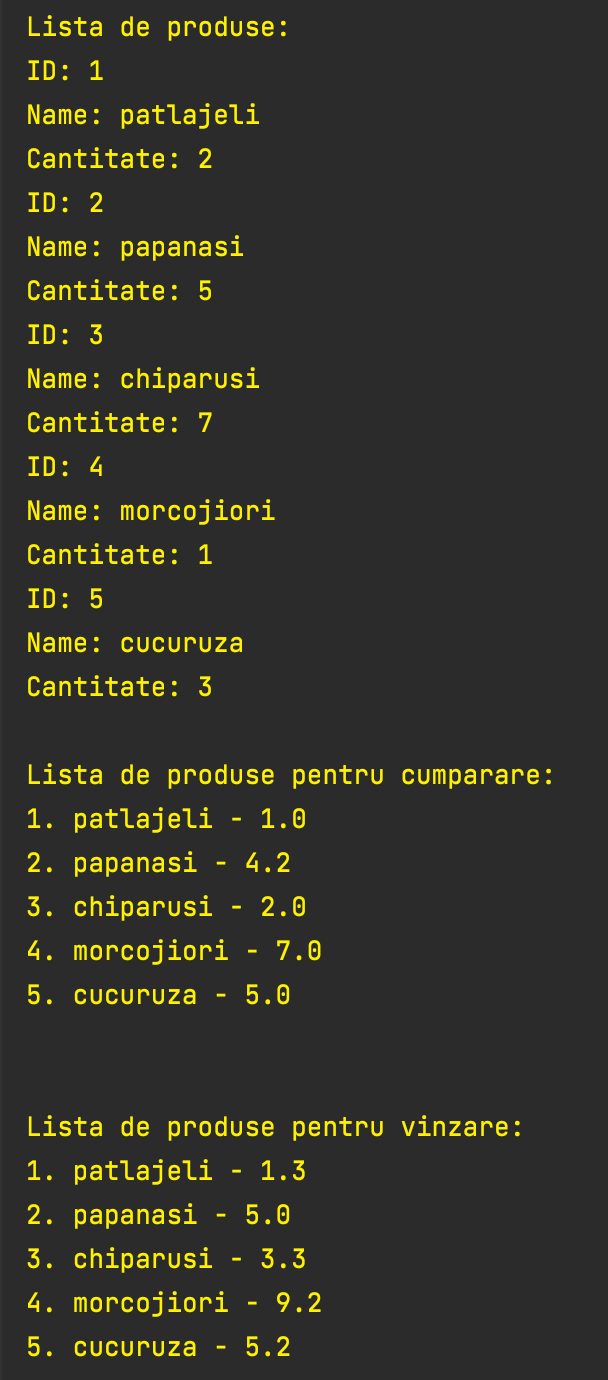 Lista de produse:
ID: 1
Name: patlajeli
Cantitate: 2
ID: 2
Name: papanasi
Cantitate: 5
ID: 3
Name: chiparusi
Cantitate: 7
ID: 4
Name: morcojiori
Cantitate: 1
ID: 5
Name: cucuruza
Cantitate: 3
Lista de produse pentru cumparare:
1. patlajeli - 1.0
2. papanasi - 4.2
3. chiparusi - 2.0
4. morcojiori - 7.0
5. cucuruza - 5.0
Lista de produse pentru vinzare:
1. patlajeli - 1.3
2. papanasi - 5.0
3. chiparusi - 3.3
4. morcojiori - 9.2
5. cucuruza - 5.2